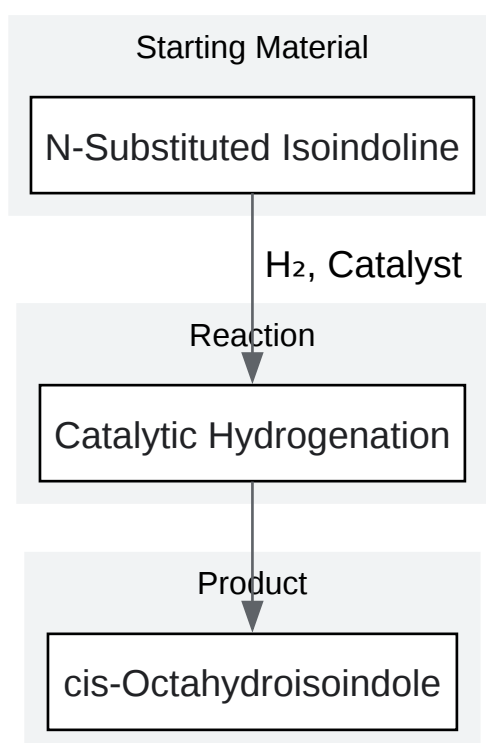 Starting Material
N-Substituted Isoindoline
H₂, Catalyst
Reaction
Catalytic Hydrogenation
Product
cis-Octahydroisoindole